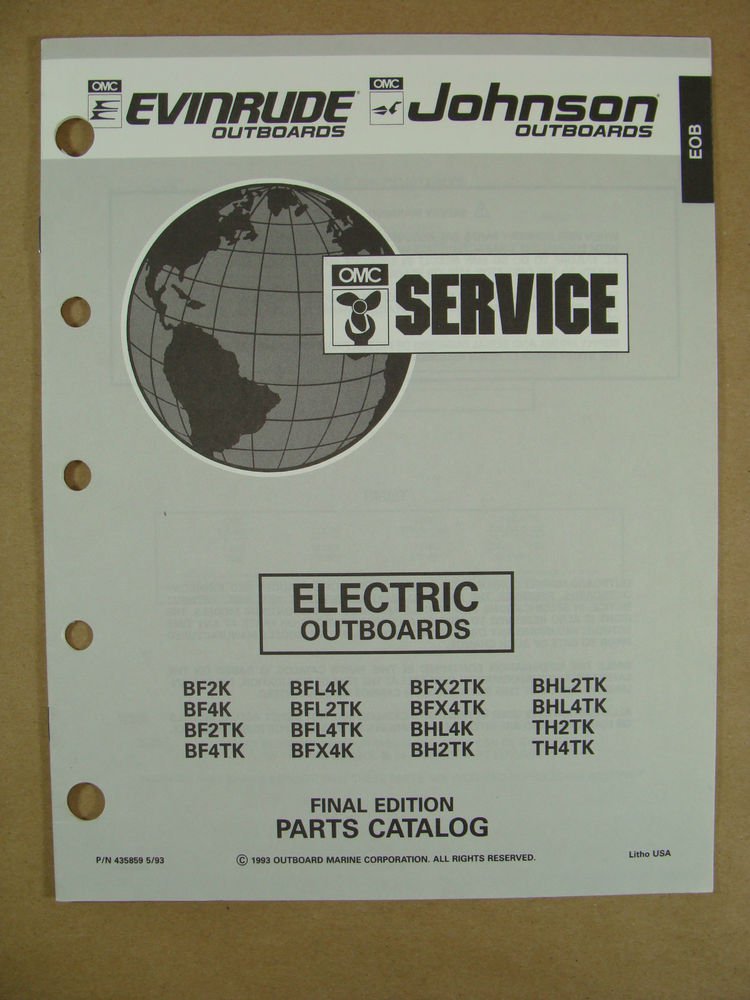 OMC EVINRUDE® OUTBOARDS
OMC Johnson® OUTBOARDS
EOB
OMC SERVICE
ELECTRIC
OUTBOARDS
BF2K BFL4K BFX2TK BHL2TK
BF4K BFL2TK BFX4TK BHL4TK
BF2TK BFL4TK BHL4K TH2TK
BF4TK BFX4K BH2TK TH4TK
FINAL EDITION
PARTS CATALOG
P/N 435859 5/93 © 1993 OUTBOARD MARINE CORPORATION. ALL RIGHTS RESERVED. Litho USA